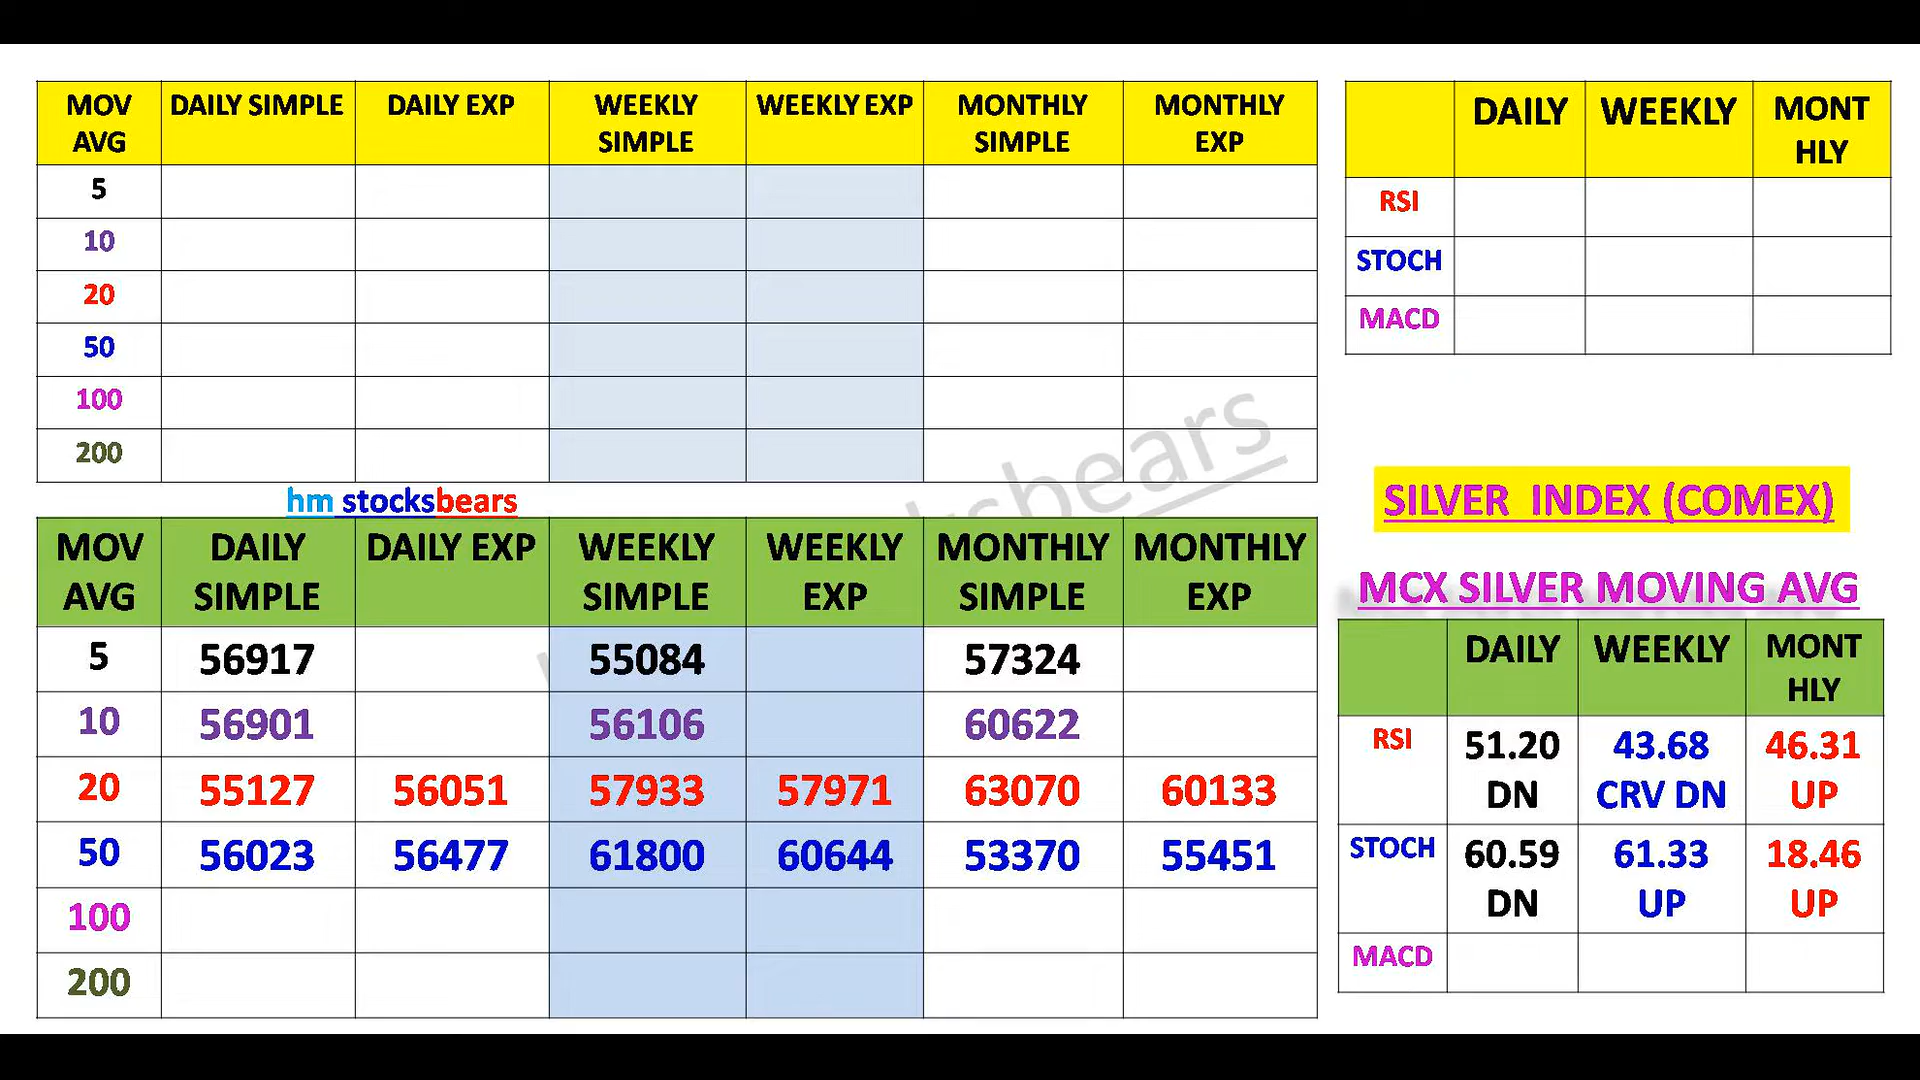 MOV AVG DAILY SIMPLE DAILY EXP WEEKLY SIMPLE WEEKLY EXP MONTHLY SIMPLE MONTHLY EXP
5
10
20
50
100
200
DAILY WEEKLY MONT HLY
RSI
STOCH
MACD
hm stocksbears
SILVER INDEX (COMEX)
MCX SILVER MOVING AVG
MOV AVG DAILY SIMPLE DAILY EXP WEEKLY SIMPLE WEEKLY EXP MONTHLY SIMPLE MONTHLY EXP
5 56917 55084 57324
10 56901 56106 60622
20 55127 56051 57933 57971 63070 60133
50 56023 56477 61800 60644 53370 55451
100
200
DAILY WEEKLY MONT HLY
RSI 51.20 DN 43.68 CRV DN 46.31 UP
STOCH 60.59 DN 61.33 UP 18.46 UP
MACD